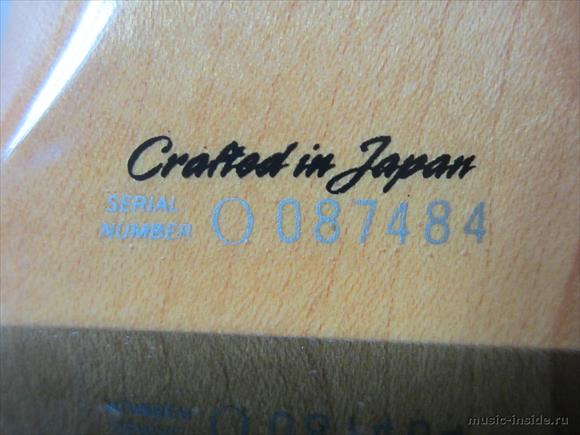 Crafted in Japan
SERIAL
NUMBER O 087484
music-inside.ru